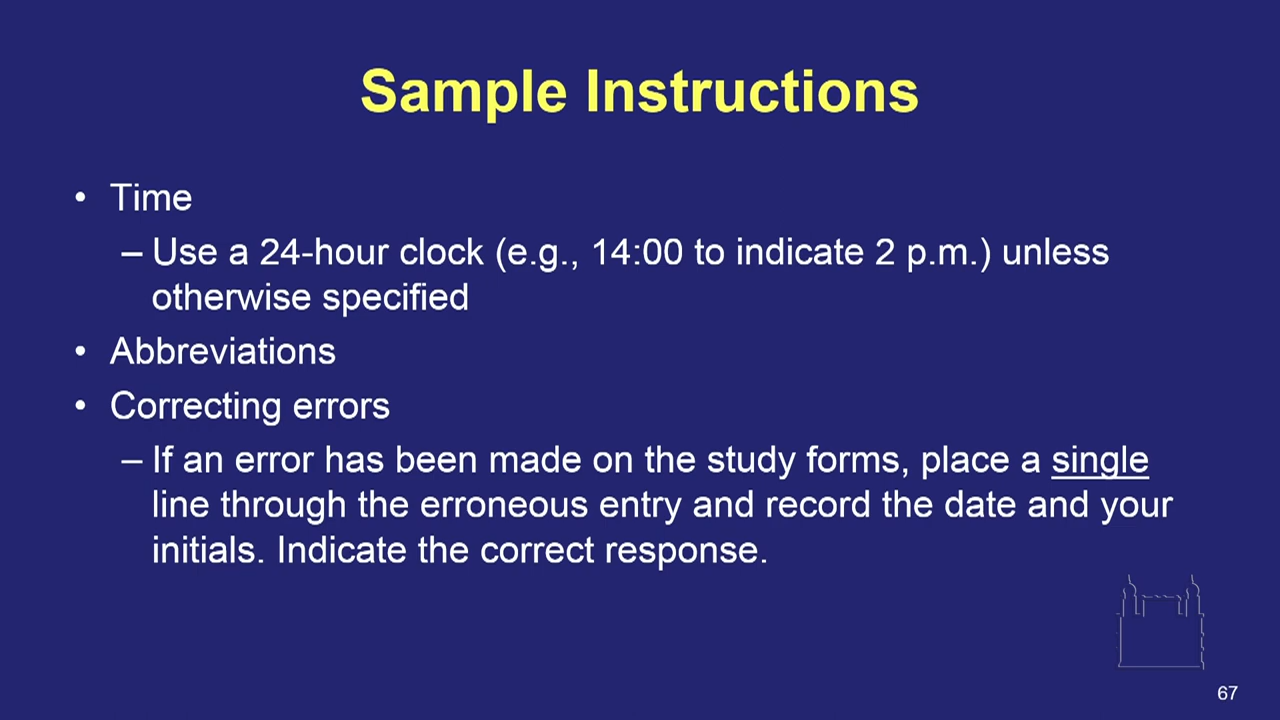 Sample Instructions
• Time
– Use a 24-hour clock (e.g., 14:00 to indicate 2 p.m.) unless
otherwise specified
• Abbreviations
• Correcting errors
– If an error has been made on the study forms, place a single
line through the erroneous entry and record the date and your
initials. Indicate the correct response.
67